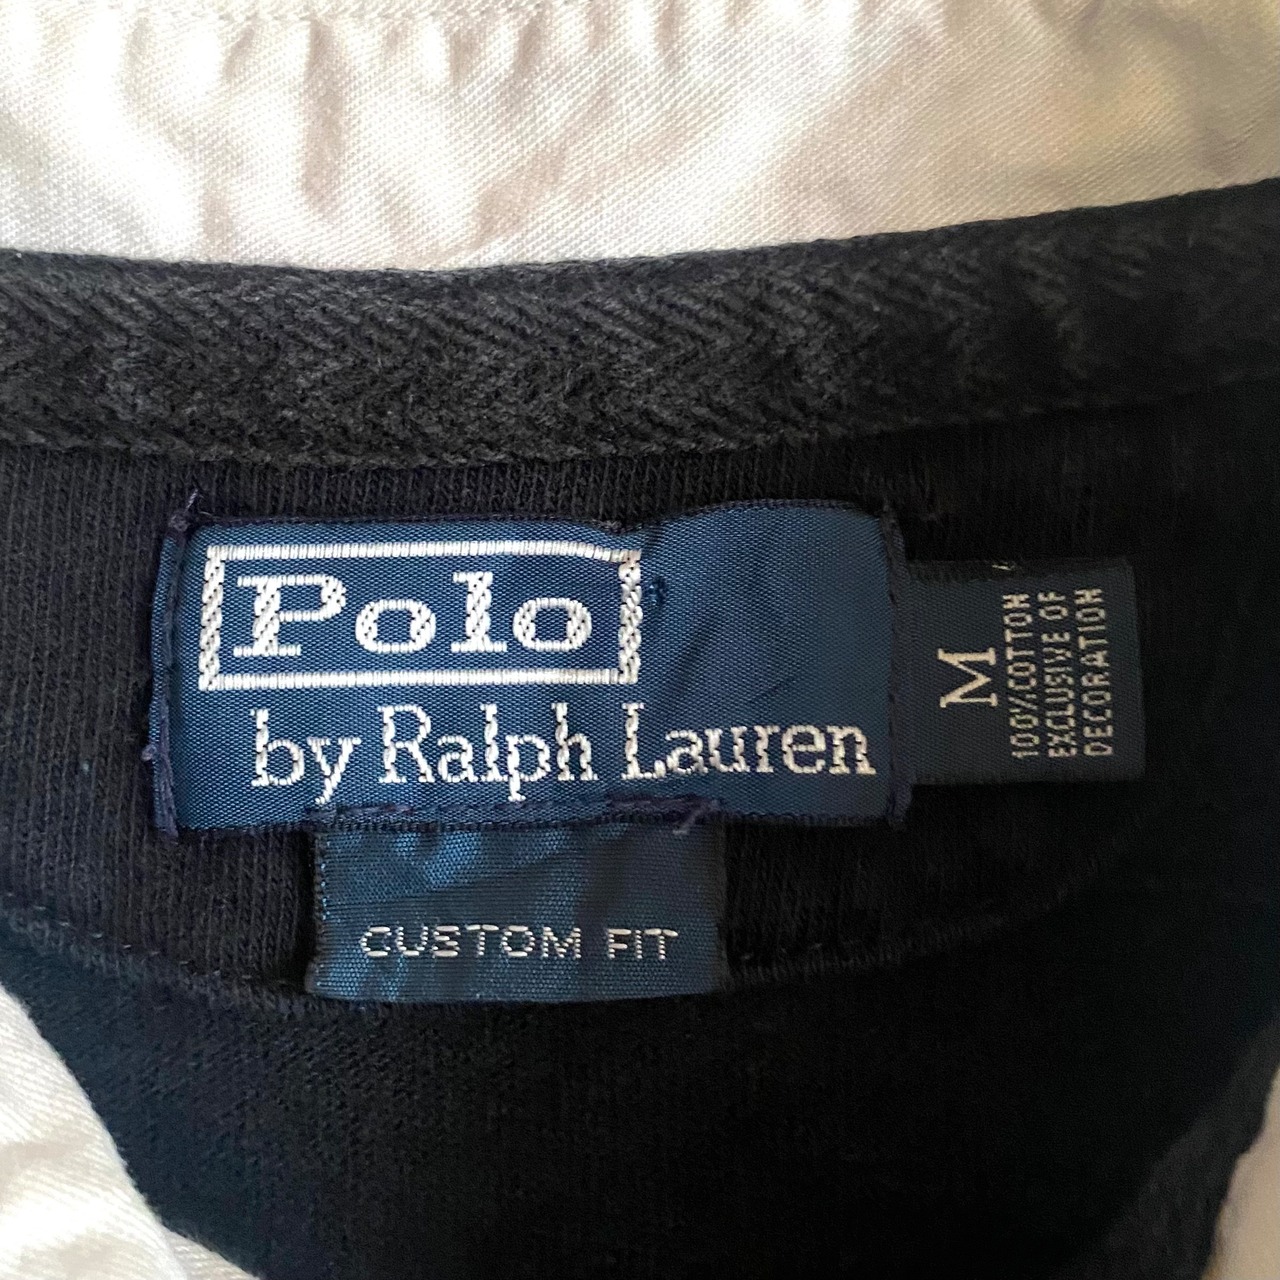 Polo
by Ralph Lauren
M
100% COTTON
EXCLUSIVE OF
DECORATION
CUSTOM FIT